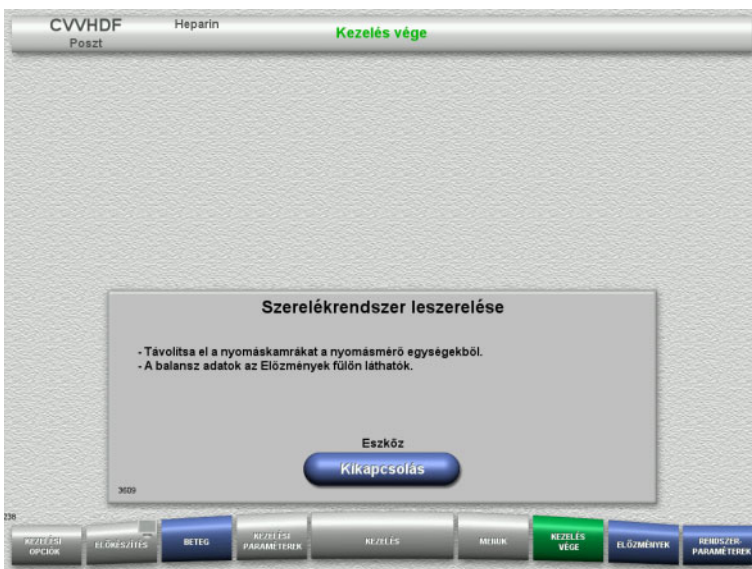 CVVHDF Heparin
Kezelés vége
Poszt
Szerelékrendszer leszerelése
- Távolítsa el a nyomáskamrákat a nyomásmérő egységekből.
- A balansz adatok az Előzmények fülön láthatók.
Eszköz
Kikapcsolás
3609
238
KEZELÉSI OPCIÓK
ELŐKÉSZÍTÉS
BETEG
KEZELÉSI PARAMÉTEREK
KEZELÉS
MENÜK
KEZELÉS VÉGE
ELŐZMÉNYEK
RENDSZER-PARAMÉTEREK